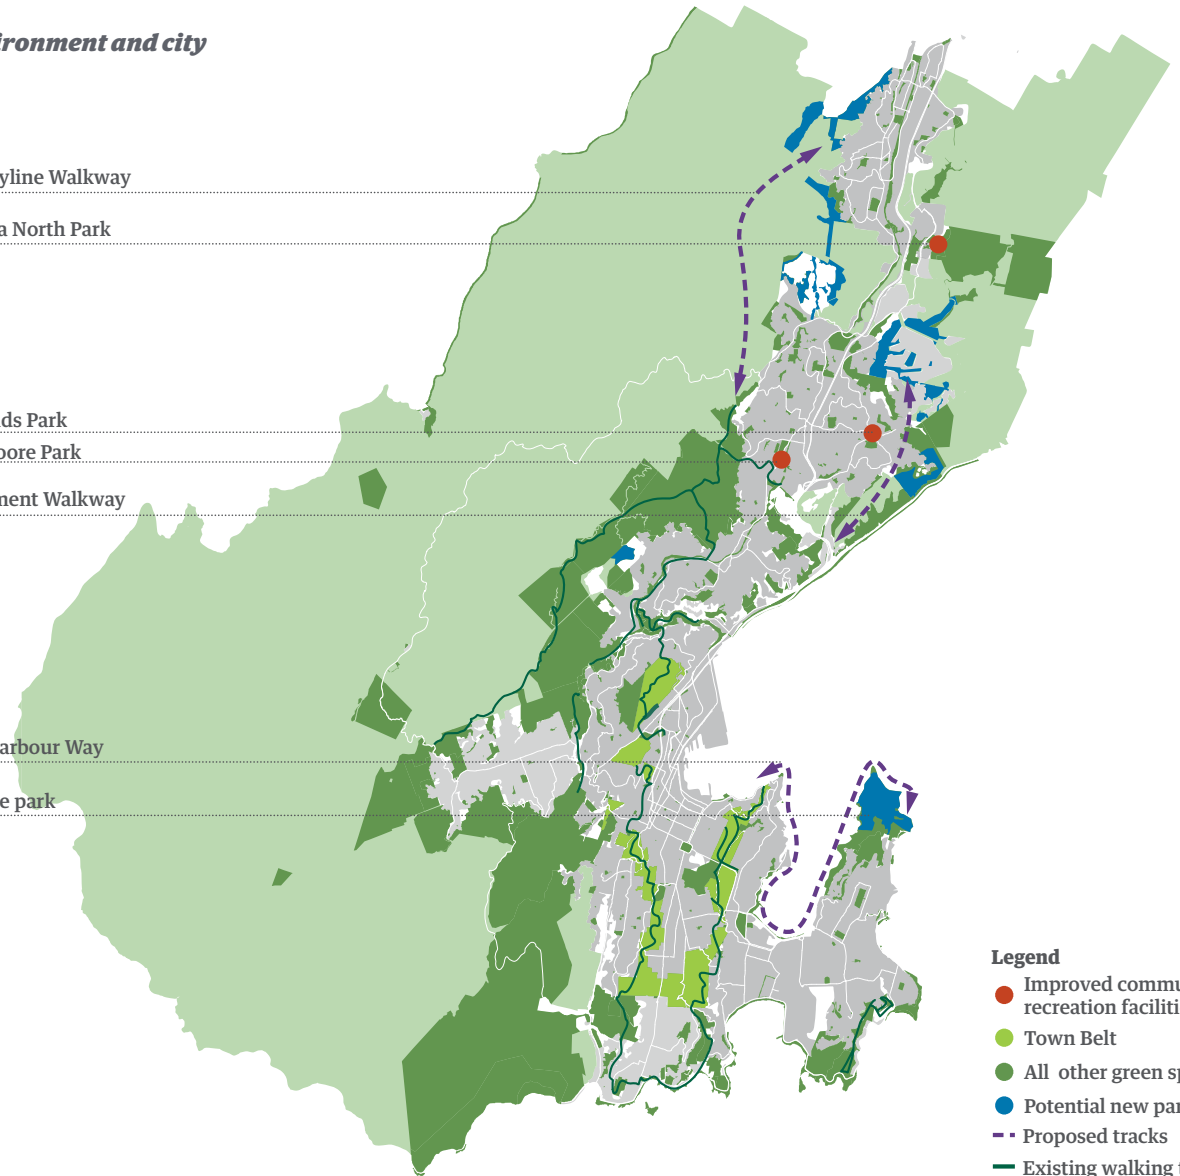 ironment and city
yline Walkway
a North Park
ds Park
oore Park
ment Walkway
arbour Way
e park
Legend
Improved commu
recreation faciliti
Town Belt
All other green sp
Potential new par
Proposed tracks
Existing walking t